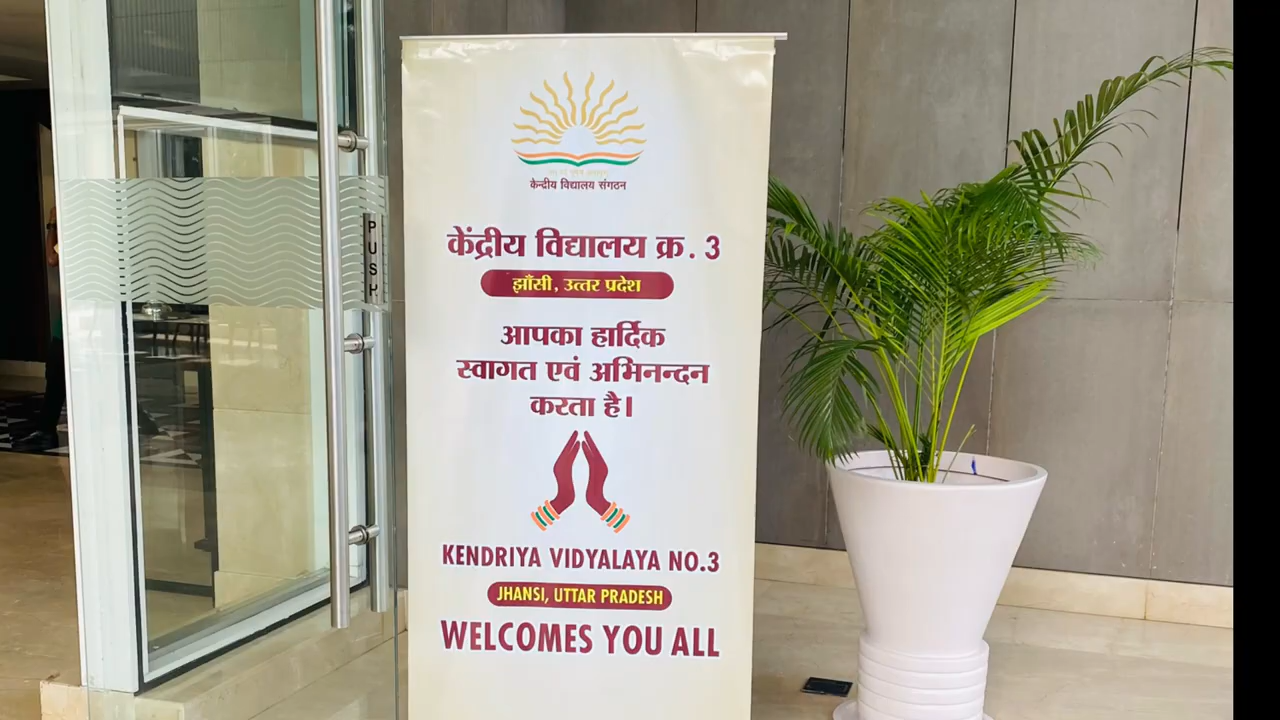 केन्द्रीय विद्यालय संगठन
केंद्रीय विद्यालय क्र. 3
झाँसी, उत्तर प्रदेश
आपका हार्दिक
स्वागत एवं अभिनन्दन
करता है।
KENDRIYA VIDYALAYA NO.3
JHANSI, UTTAR PRADESH
WELCOMES YOU ALL
PUSH